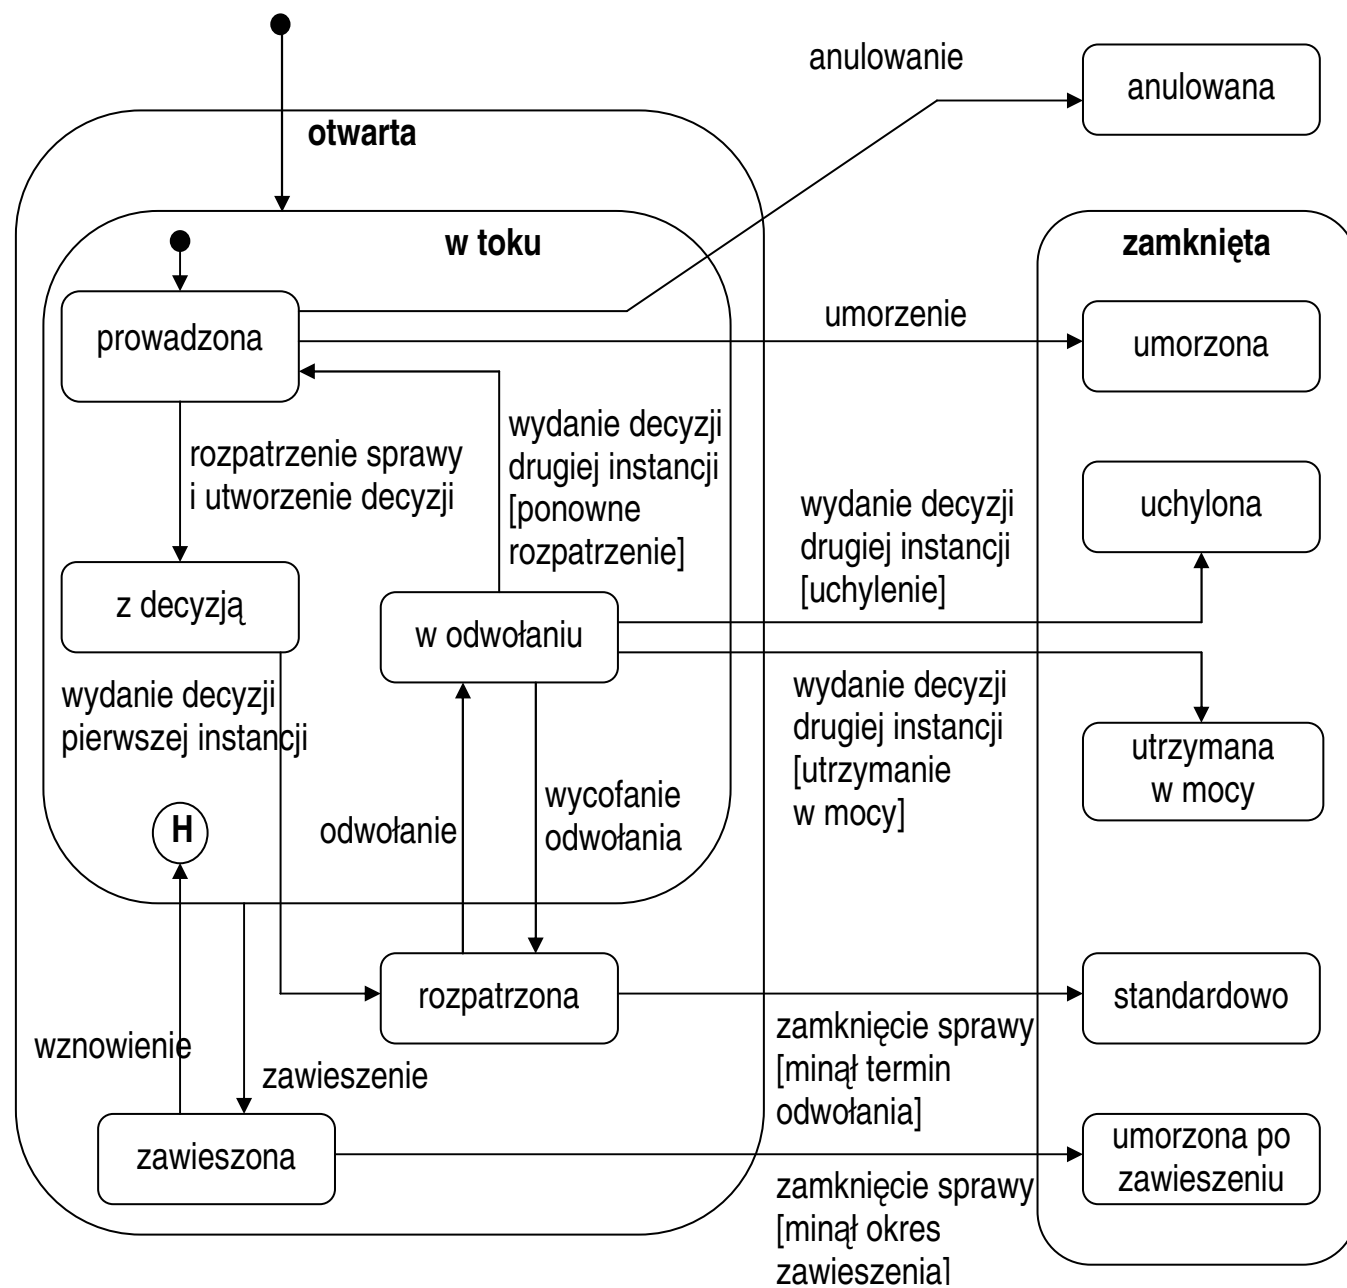 anulowanie
anulowana
otwarta
w toku
zamknięta
prowadzona
umorzenie
umorzona
rozpatrzenie sprawy
i utworzenie decyzji
wydanie decyzji
drugiej instancji
[ponowne
rozpatrzenie]
wydanie decyzji
drugiej instancji
[uchylenie]
uchylona
z decyzją
w odwołaniu
wydanie decyzji
pierwszej instancji
wydanie decyzji
drugiej instancji
[utrzymanie
w mocy]
utrzymana
w mocy
H
odwołanie
wycofanie
odwołania
rozpatrzona
standardowo
wznowienie
zawieszenie
zamknięcie sprawy
[minął termin
odwołania]
zawieszona
umorzona po
zawieszeniu
zamknięcie sprawy
[minął okres
zawieszenia]